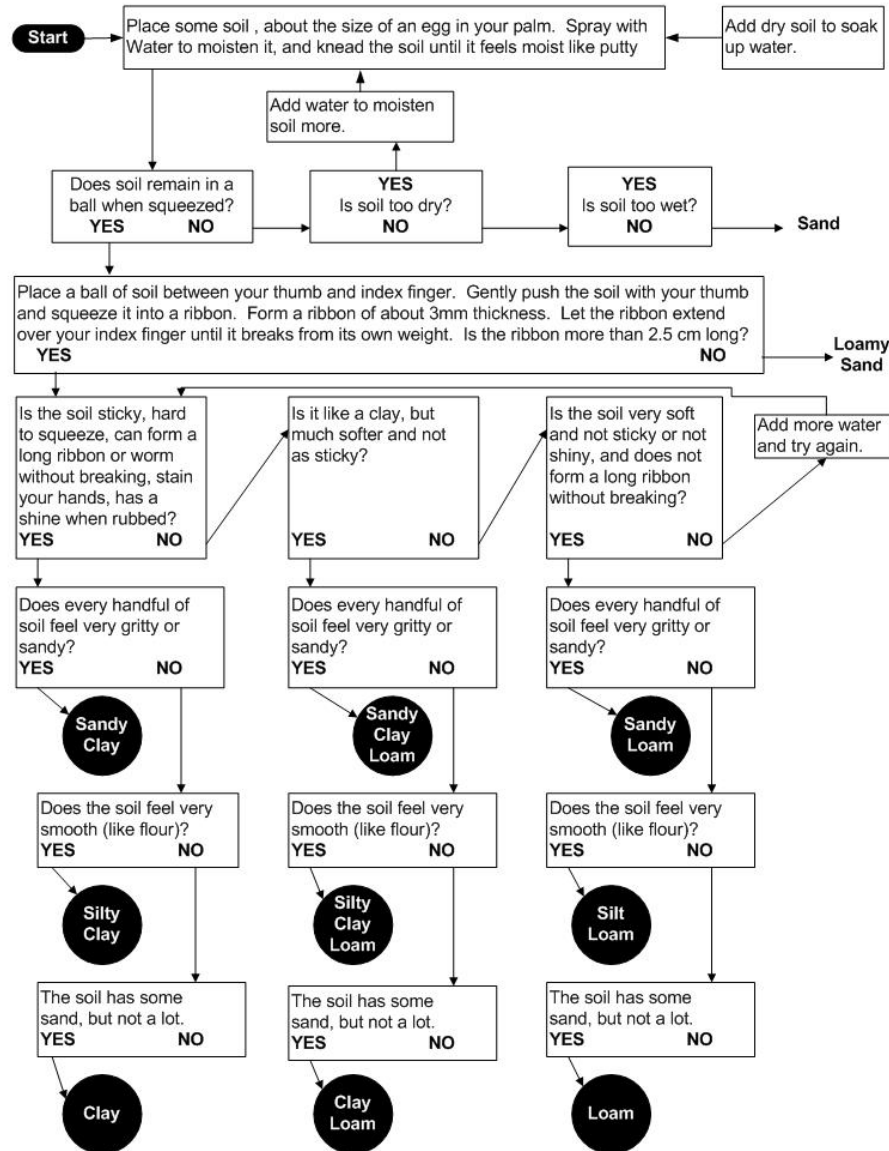 Start
Place some soil , about the size of an egg in your palm.  Spray with
Water to moisten it, and knead the soil until it feels moist like putty
Add dry soil to soak
up water.
Add water to moisten
soil more.
Does soil remain in a
ball when squeezed?
YES NO
YES
Is soil too dry?
NO
YES
Is soil too wet?
NO
Sand
Place a ball of soil between your thumb and index finger.  Gently push the soil with your thumb
and squeeze it into a ribbon.  Form a ribbon of about 3mm thickness.  Let the ribbon extend
over your index finger until it breaks from its own weight.  Is the ribbon more than 2.5 cm long?
YES NO
Loamy
Sand
Is the soil sticky, hard
to squeeze, can form a
long ribbon or worm
without breaking, stain
your hands, has a
shine when rubbed?
YES NO
Is it like a clay, but
much softer and not
as sticky?
YES NO
Is the soil very soft
and not sticky or not
shiny, and does not
form a long ribbon
without breaking?
YES NO
Add more water
and try again.
Does every handful of
soil feel very gritty or
sandy?
YES NO
Does every handful of
soil feel very gritty or
sandy?
YES NO
Does every handful of
soil feel very gritty or
sandy?
YES NO
Sandy
Clay
Sandy
Clay
Loam
Sandy
Loam
Does the soil feel very
smooth (like flour)?
YES NO
Does the soil feel very
smooth (like flour)?
YES NO
Does the soil feel very
smooth (like flour)?
YES NO
Silty
Clay
Silty
Clay
Loam
Silt
Loam
The soil has some
sand, but not a lot.
YES NO
The soil has some
sand, but not a lot.
YES NO
The soil has some
sand, but not a lot.
YES NO
Clay
Clay
Loam
Loam